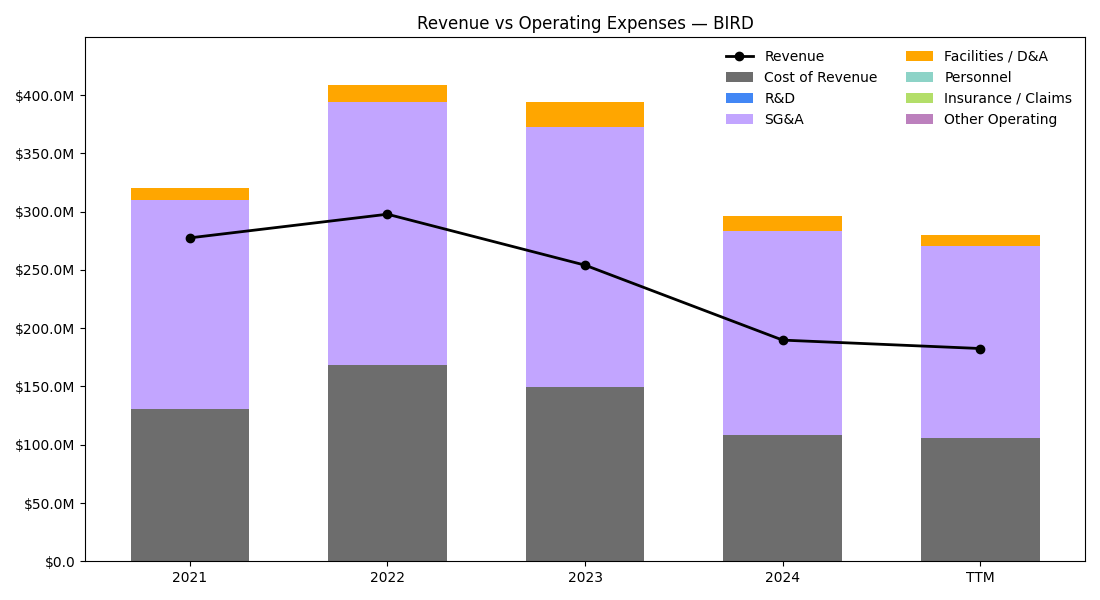 Revenue vs Operating Expenses — BIRD
Revenue
Cost of Revenue
R&D
SG&A
Facilities / D&A
Personnel
Insurance / Claims
Other Operating
$400.0M
$350.0M
$300.0M
$250.0M
$200.0M
$150.0M
$100.0M
$50.0M
$0.0
2021 2022 2023 2024 TTM